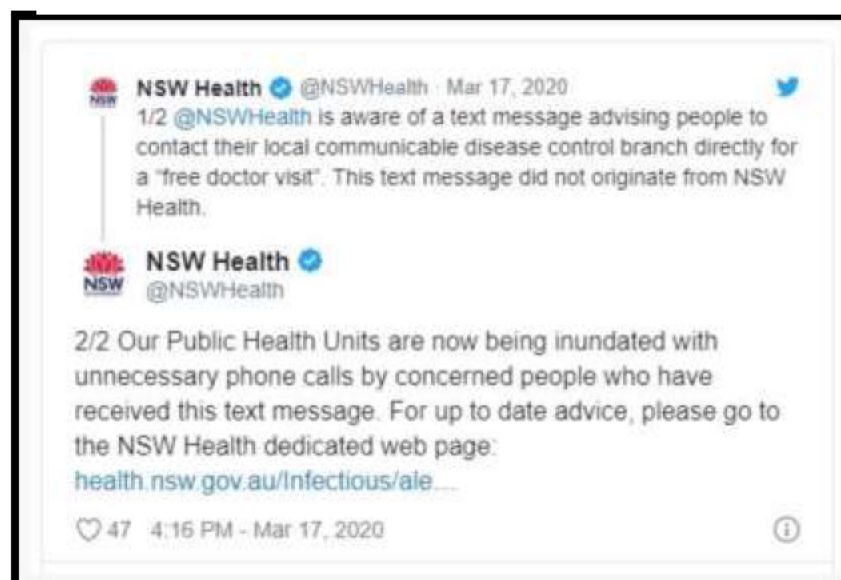 NSW Health @NSWHealth · Mar 17, 2020
NSW
1/2 @NSWHealth is aware of a text message advising people to
contact their local communicable disease control branch directly for
a "free doctor visit". This text message did not originate from NSW
Health.
NSW Health
NSW
@NSWHealth
2/2 Our Public Health Units are now being inundated with
unnecessary phone calls by concerned people who have
received this text message. For up to date advice, please go to
the NSW Health dedicated web page:
health.nsw.gov.au/Infectious/ale…
47 4:16 PM - Mar 17, 2020